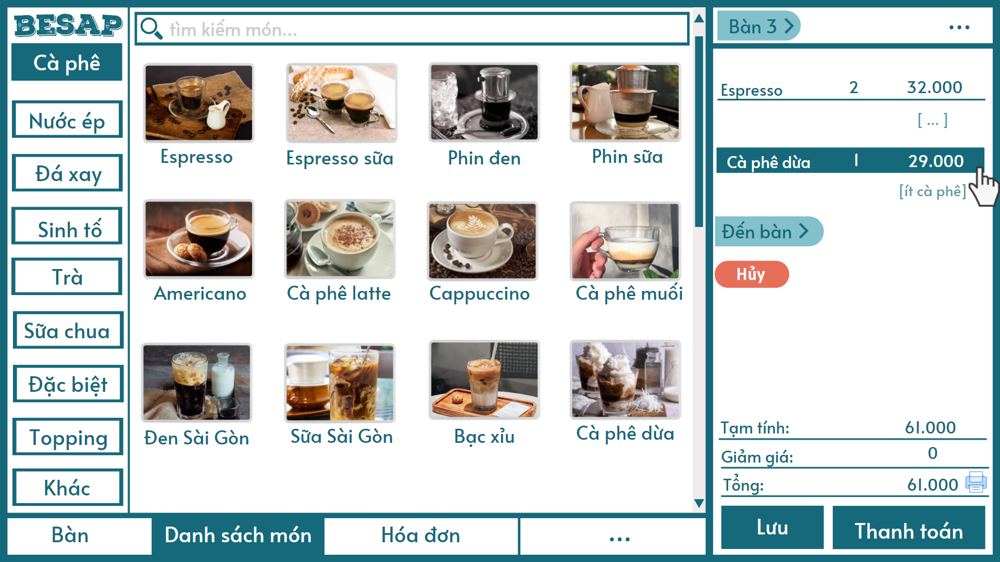 BESAP
Cà phê
Nước ép
Đá xay
Sinh tố
Trà
Sữa chua
Đặc biệt
Topping
Khác
tìm kiếm món...
Espresso
Espresso sữa
Phin đen
Phin sữa
Americano
Cà phê latte
Cappuccino
Cà phê muối
Đen Sài Gòn
Sữa Sài Gòn
Bạc xỉu
Cà phê dừa
Bàn
Danh sách món
Hóa đơn
...
Bàn 3
...
Espresso 2 32.000
[ ... ]
Cà phê dừa 1 29.000
[ít cà phê]
Đến bàn
Hủy
Tạm tính: 61.000
Giảm giá: 0
Tổng: 61.000
Lưu
Thanh toán